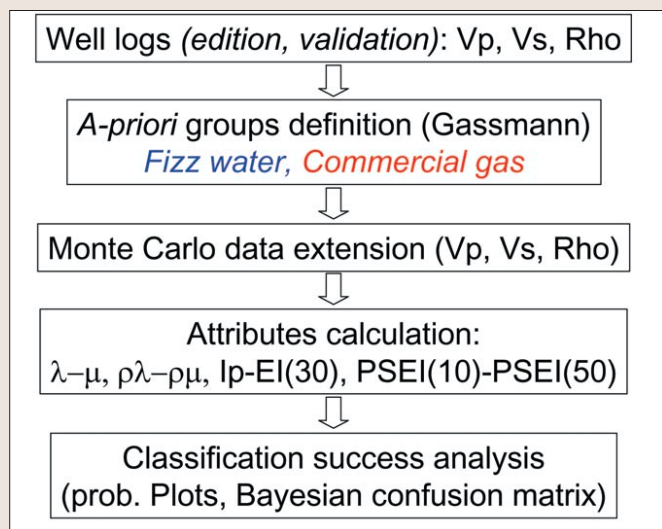 Well logs (edition, validation): Vp, Vs, Rho
A-priori groups definition (Gassmann)
Fizz water, Commercial gas
Monte Carlo data extension (Vp, Vs, Rho)
Attributes calculation:
λ−μ, ρλ−ρμ, Ip-EI(30), PSEI(10)-PSEI(50)
Classification success analysis
(prob. Plots, Bayesian confusion matrix)